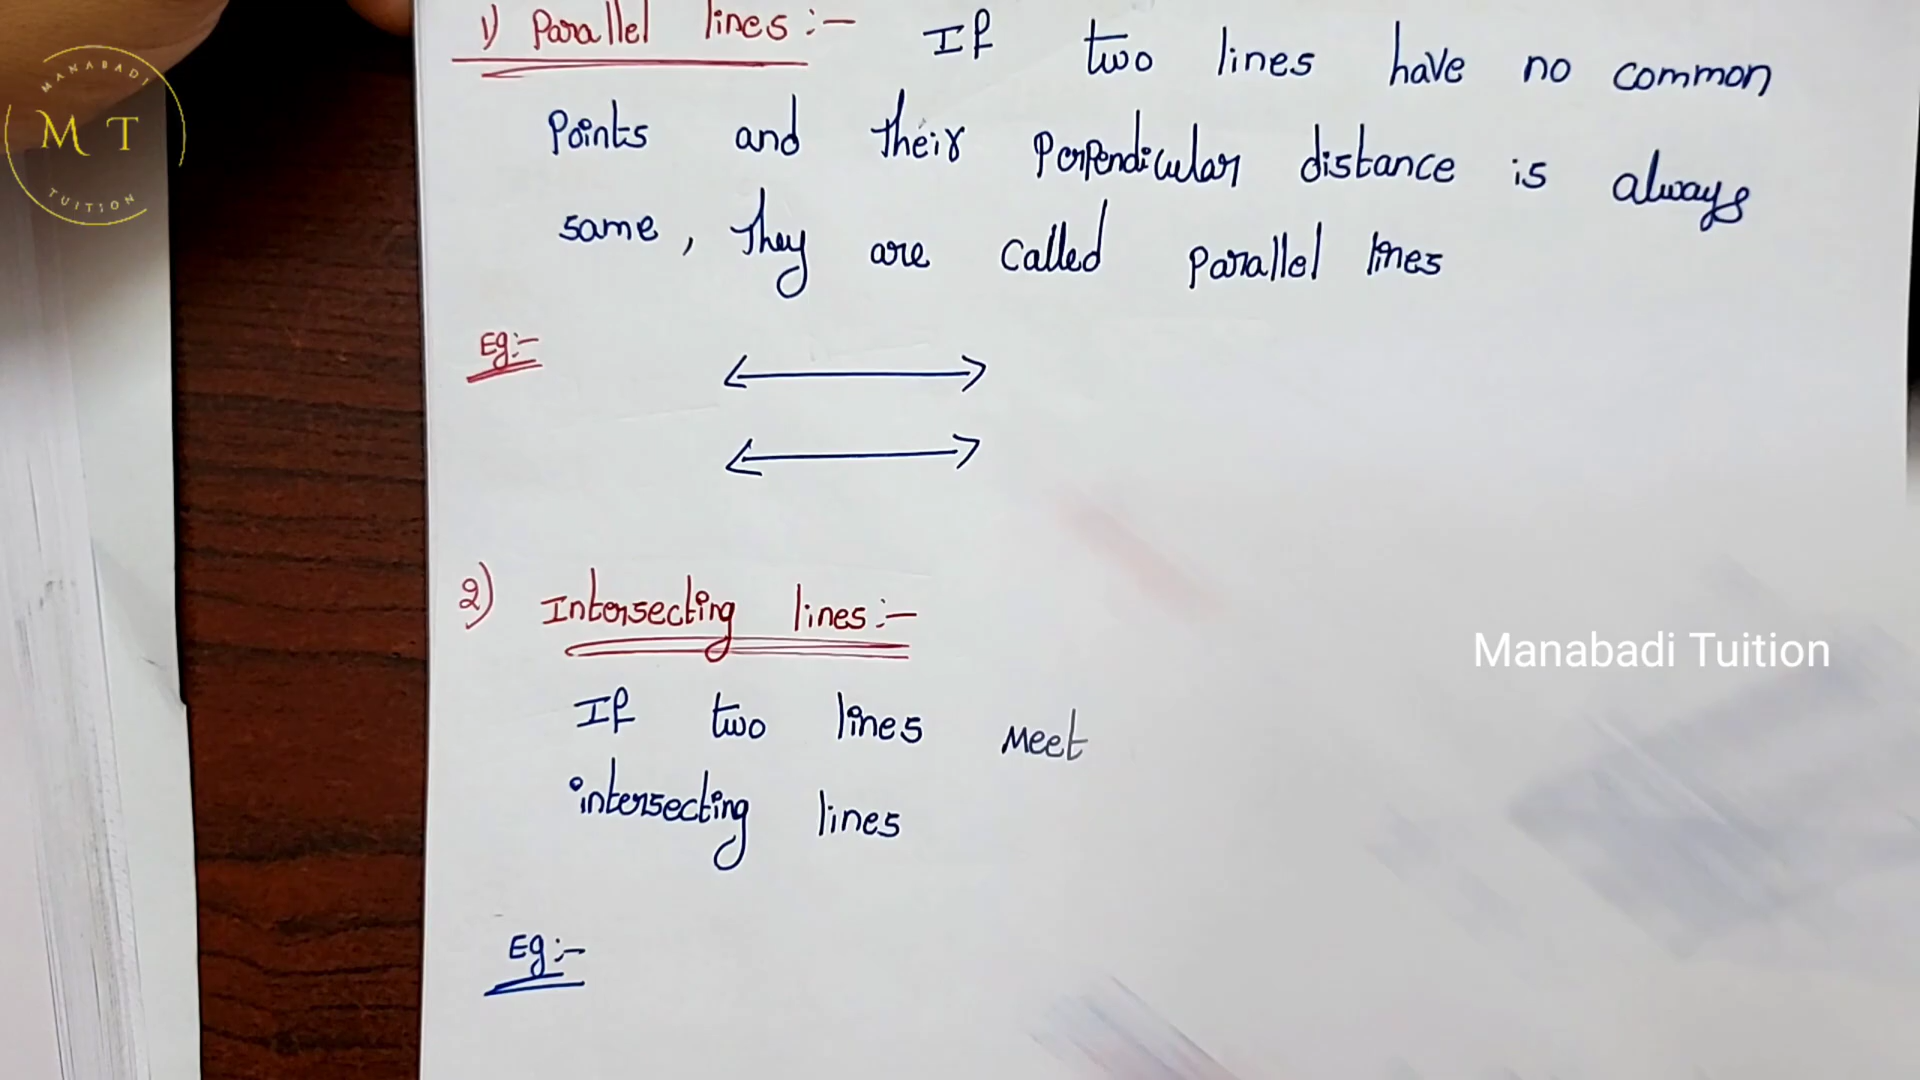 1) Parallel lines :- If two lines have no common
Points and their Perpendicular distance is always
same, They are called parallel lines
Eg:-
2) Intersecting lines :-
If two lines meet
intersecting lines
Eg:-
MANABADI
M T
TUITION
Manabadi Tuition